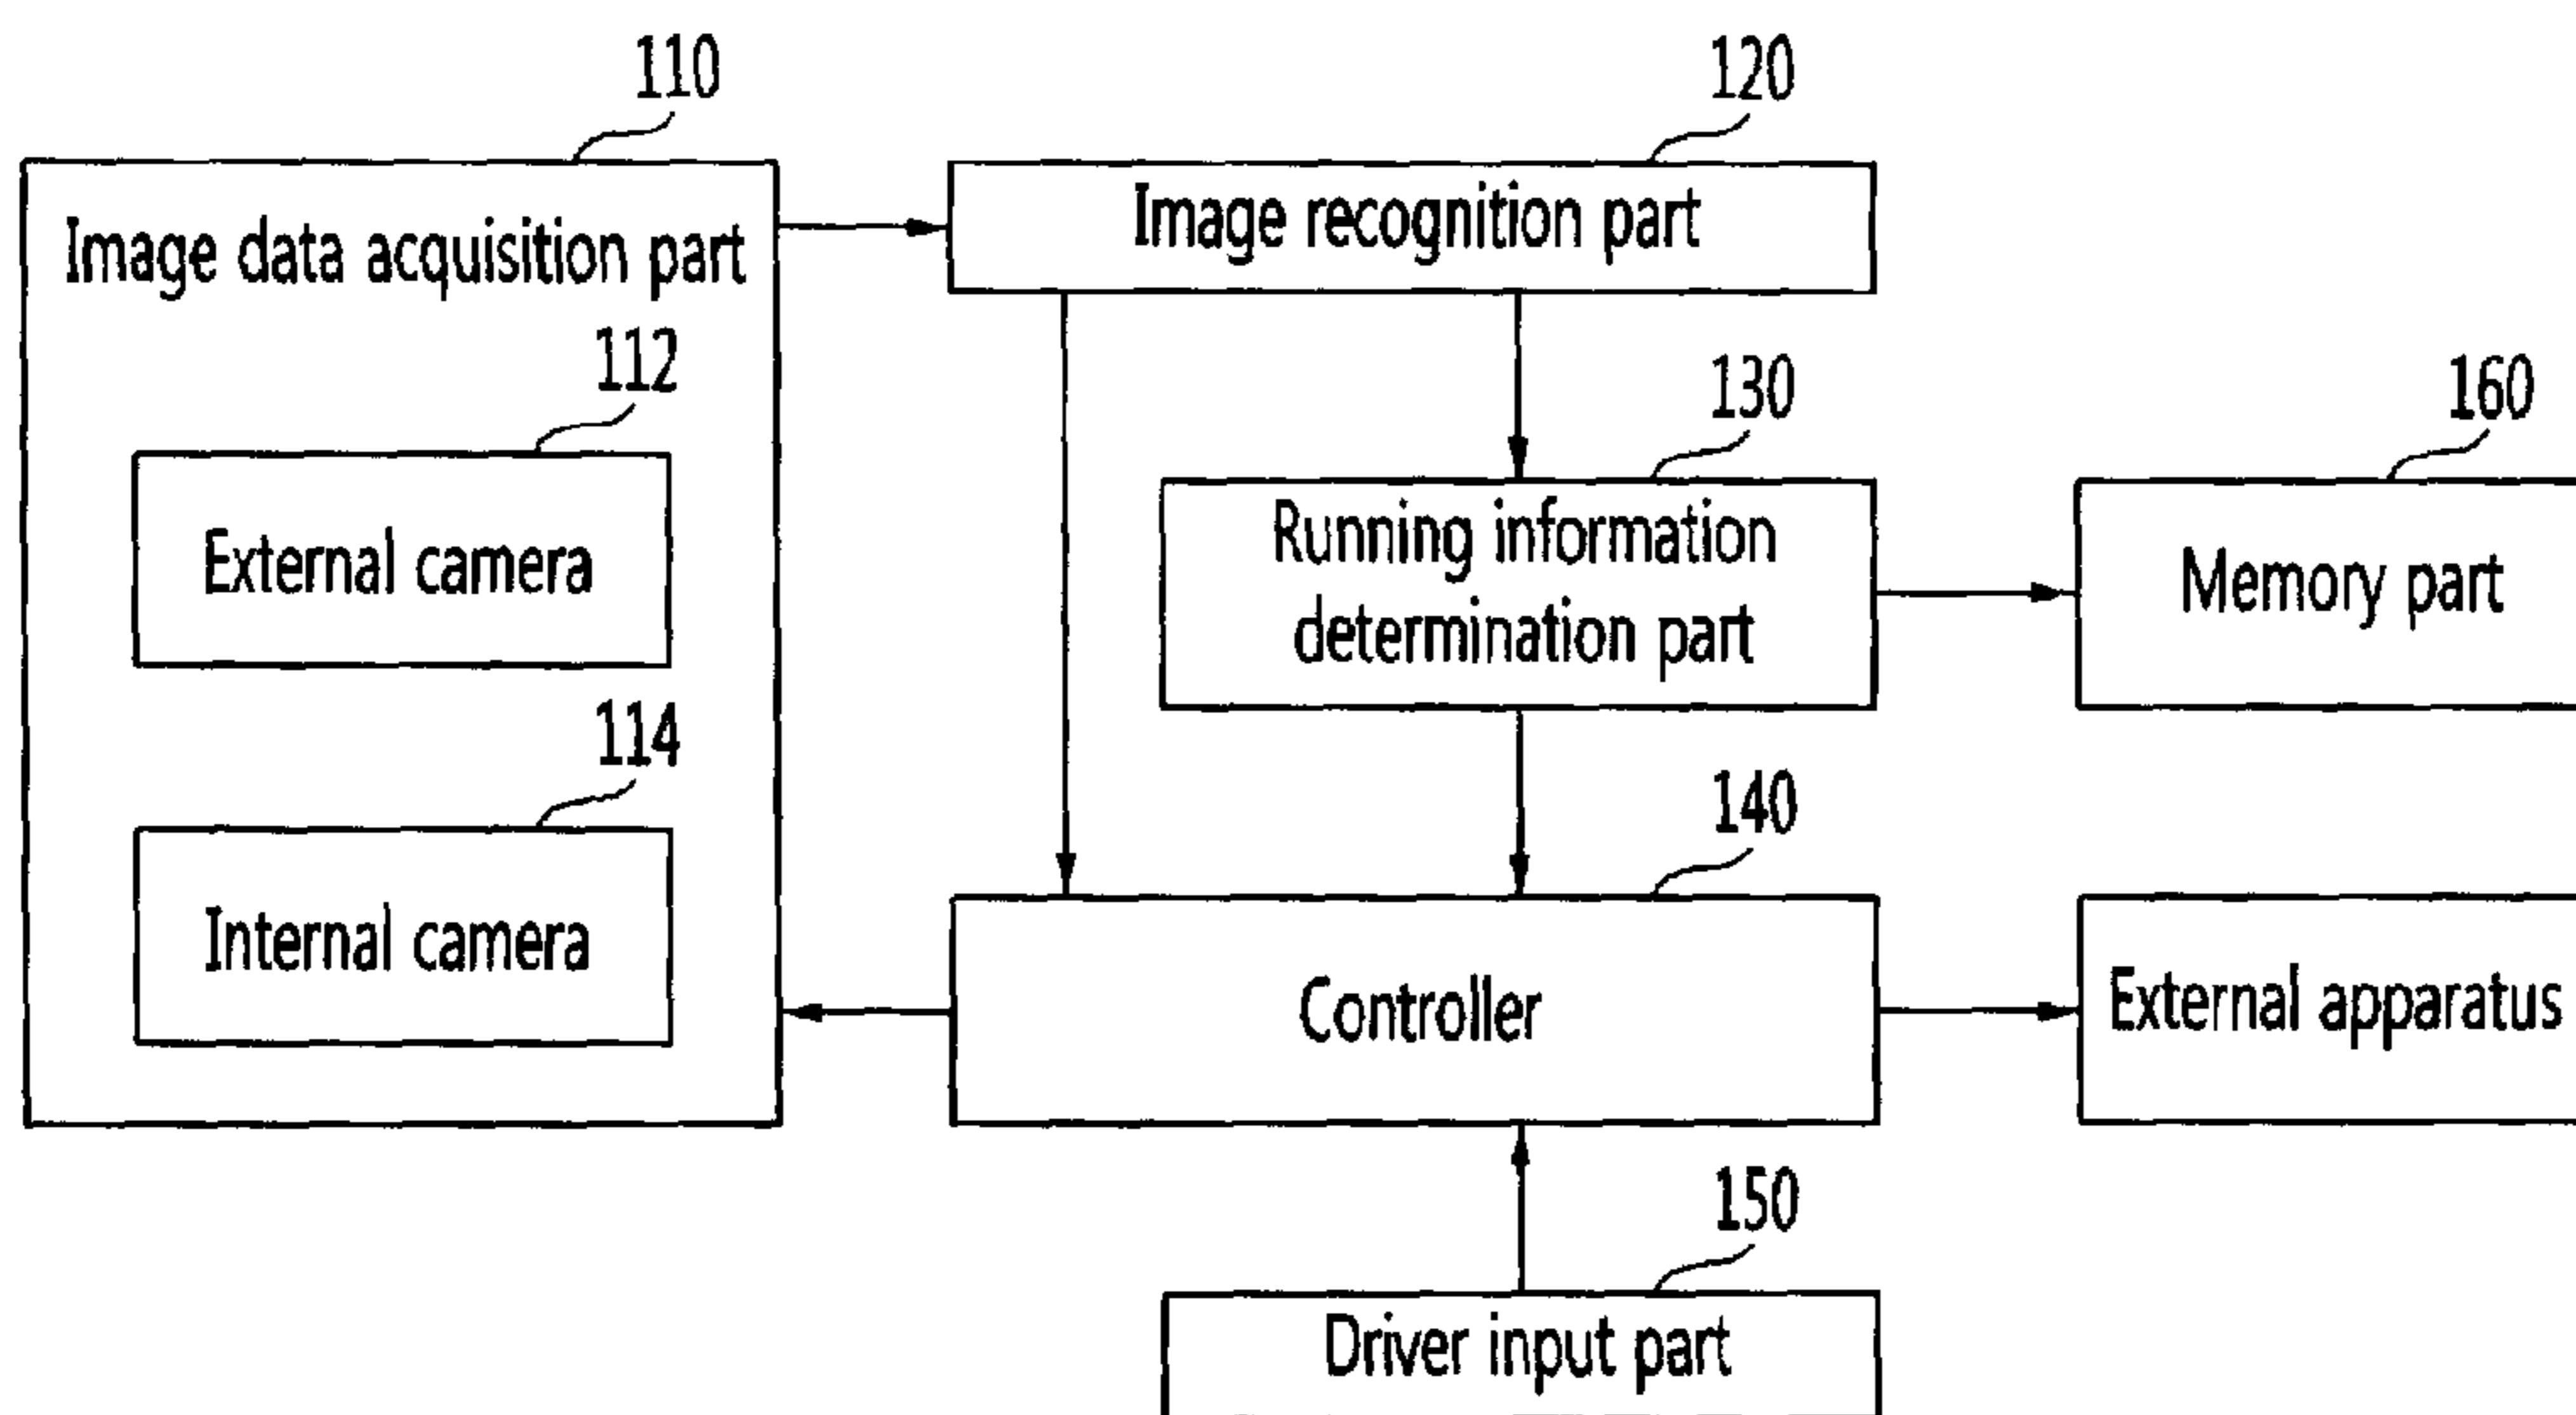 110
120
Image data acquisition part
Image recognition part
112
130
160
External camera
Running information
determination part
Memory part
114
140
Internal camera
Controller
External apparatus
150
Driver input part